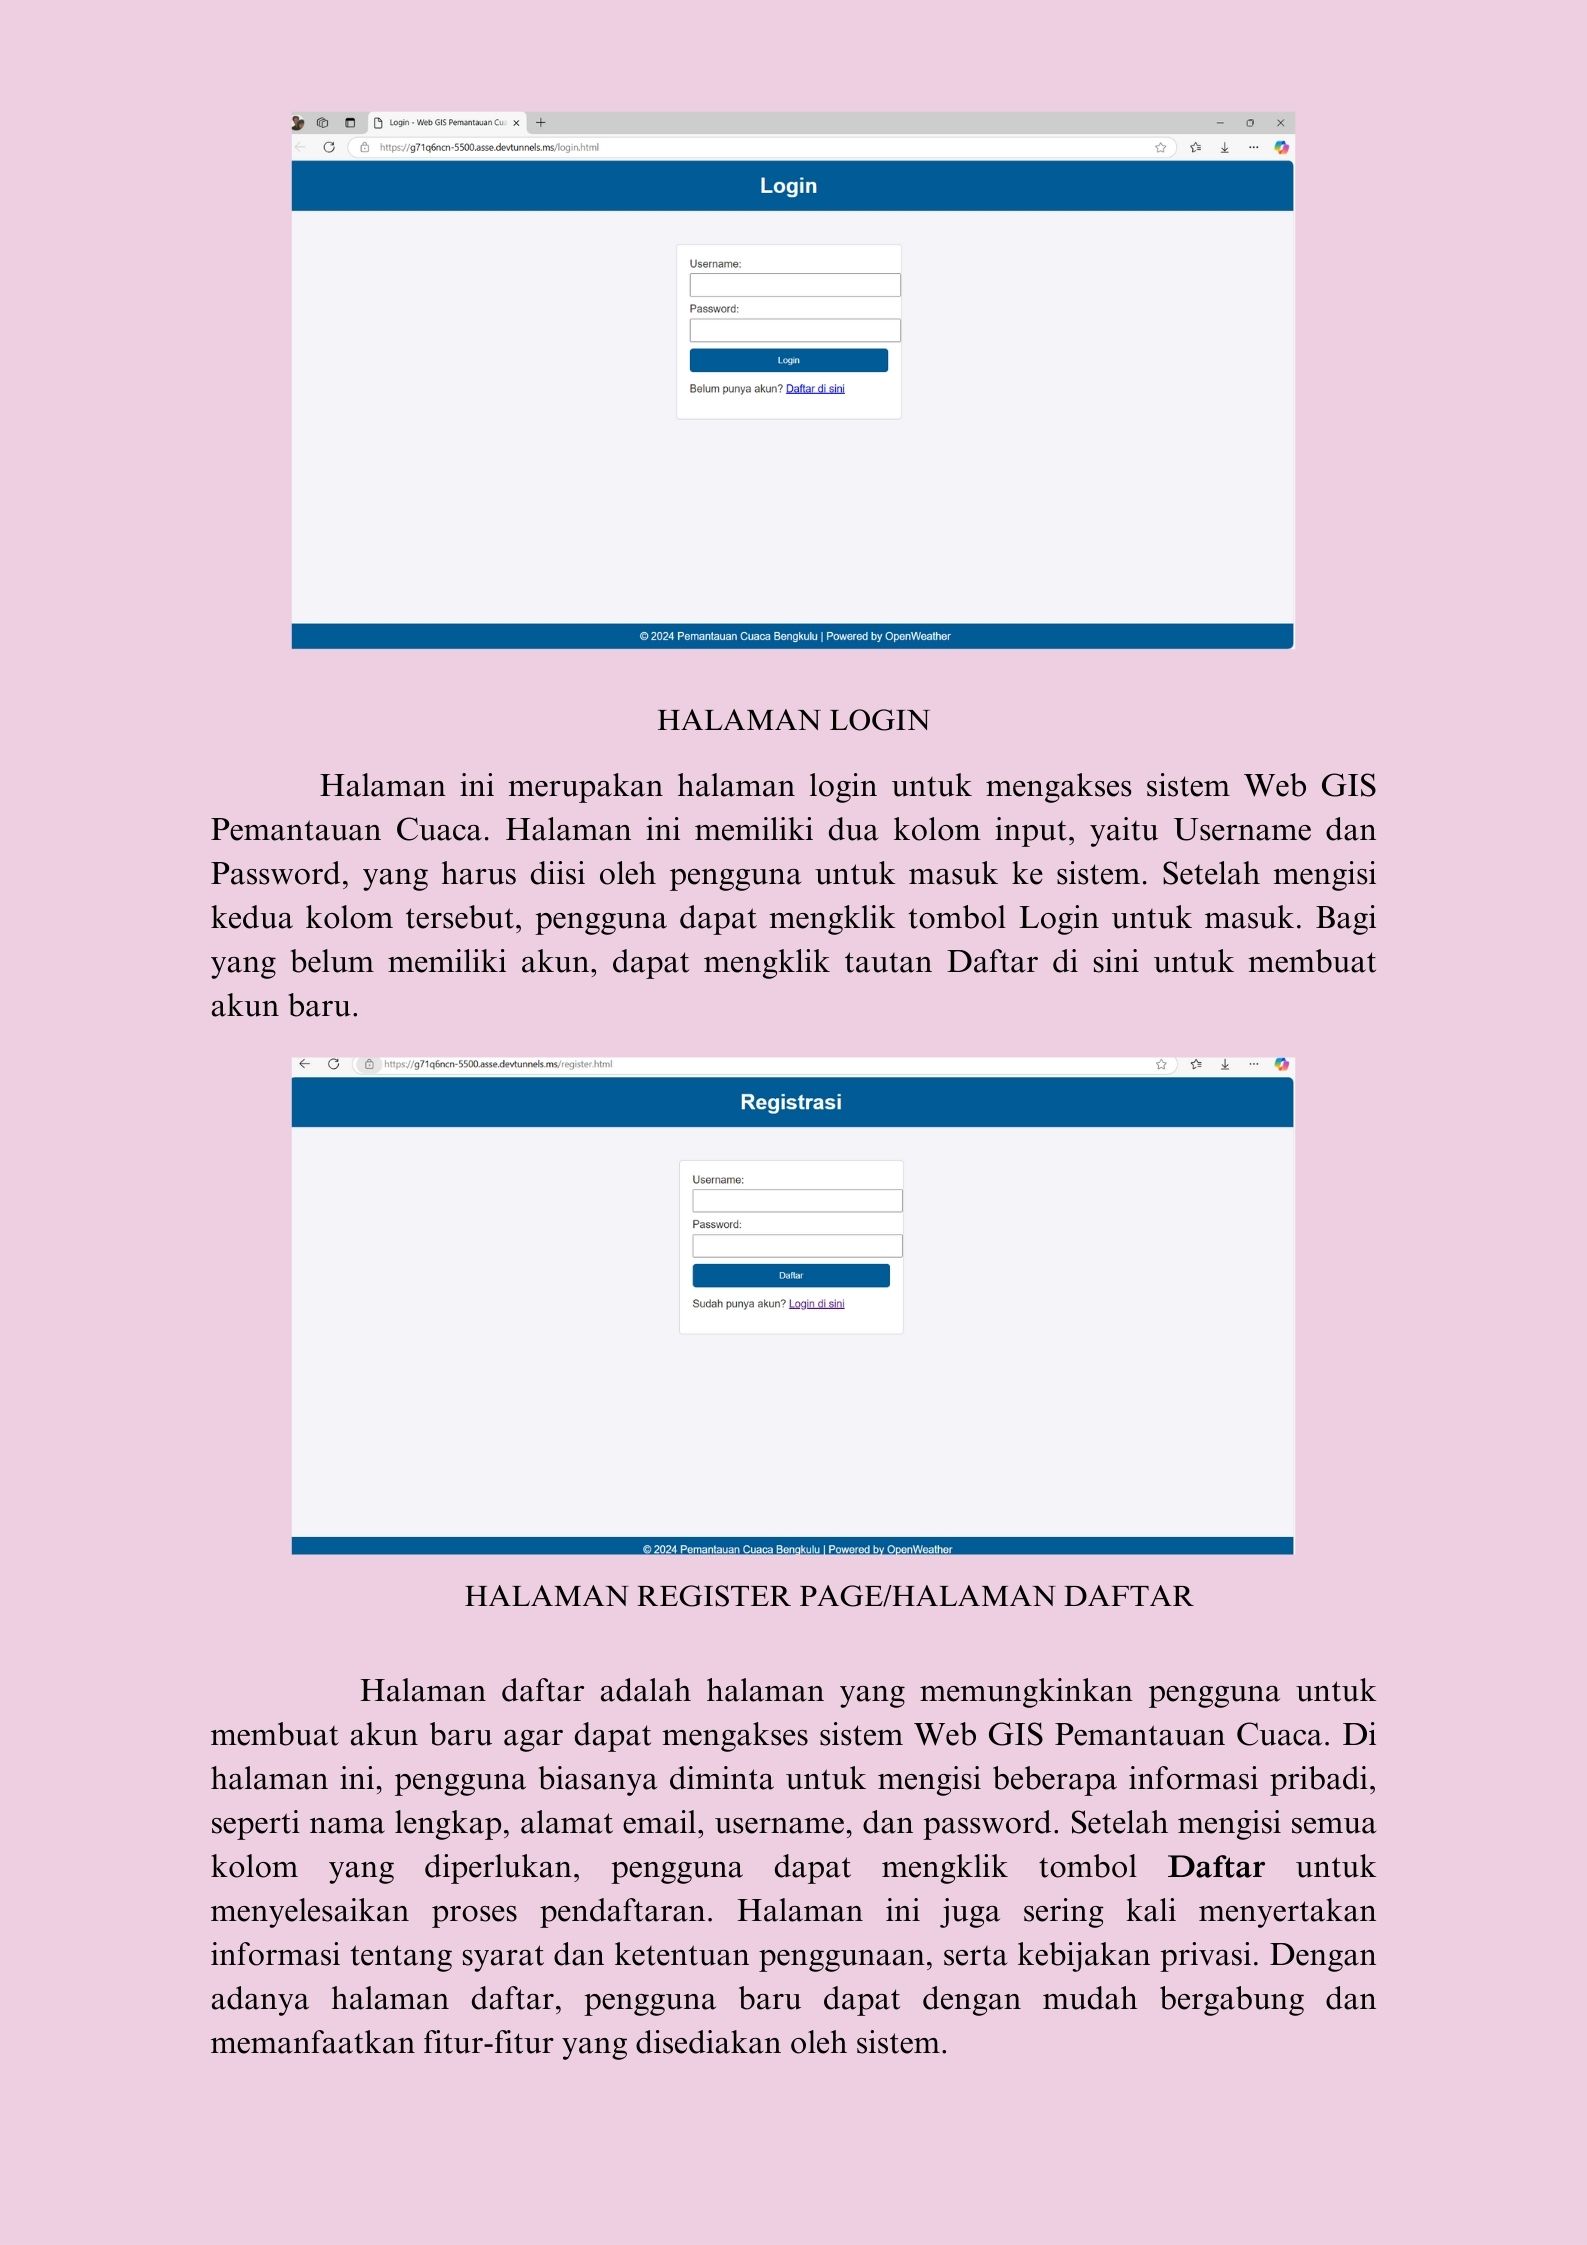 Login - Web GIS Pemantauan Cu
https://g71q6ncn-5500.asse.devtunnels.ms/login.html
Login
Username:
Password:
Login
Belum punya akun? Daftar di sini
© 2024 Pemantauan Cuaca Bengkulu | Powered by OpenWeather
HALAMAN LOGIN
Halaman ini merupakan halaman login untuk mengakses sistem Web GIS
Pemantauan Cuaca. Halaman ini memiliki dua kolom input, yaitu Username dan
Password, yang harus diisi oleh pengguna untuk masuk ke sistem. Setelah mengisi
kedua kolom tersebut, pengguna dapat mengklik tombol Login untuk masuk. Bagi
yang belum memiliki akun, dapat mengklik tautan Daftar di sini untuk membuat
akun baru.
https://g71q6ncn-5500.asse.devtunnels.ms/register.html
Registrasi
Username:
Password:
Daftar
Sudah punya akun? Login di sini
© 2024 Pemantauan Cuaca Bengkulu | Powered by OpenWeather
HALAMAN REGISTER PAGE/HALAMAN DAFTAR
Halaman daftar adalah halaman yang memungkinkan pengguna untuk
membuat akun baru agar dapat mengakses sistem Web GIS Pemantauan Cuaca. Di
halaman ini, pengguna biasanya diminta untuk mengisi beberapa informasi pribadi,
seperti nama lengkap, alamat email, username, dan password. Setelah mengisi semua
kolom yang diperlukan, pengguna dapat mengklik tombol Daftar untuk
menyelesaikan proses pendaftaran. Halaman ini juga sering kali menyertakan
informasi tentang syarat dan ketentuan penggunaan, serta kebijakan privasi. Dengan
adanya halaman daftar, pengguna baru dapat dengan mudah bergabung dan
memanfaatkan fitur-fitur yang disediakan oleh sistem.